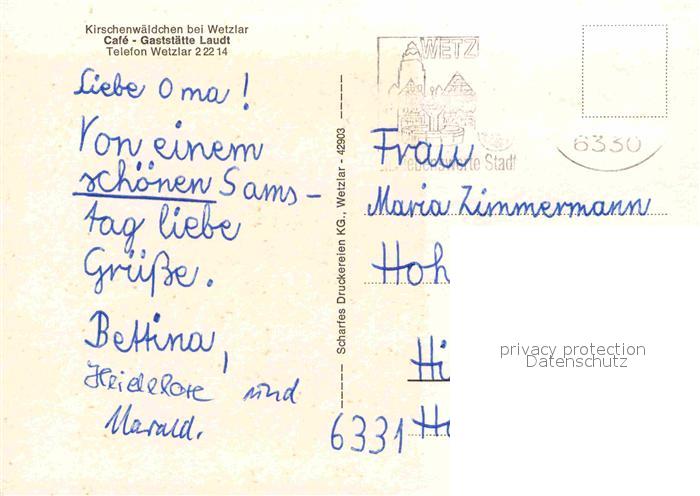 Kirschenwäldchen bei Wetzlar
Café - Gaststätte Laudt
Telefon Wetzlar 2 22 14
Liebe Oma!
Von einem
schönen Sams-
tag liebe
Grüße.
Bettina,
Heidelore und
Harald.
Scharfes Druckereien KG., Wetzlar - 42903
WETZ
Stadt
6330
Frau
Maria Zimmermann
Hoh
Hi
6331 H
privacy protection
Datenschutz